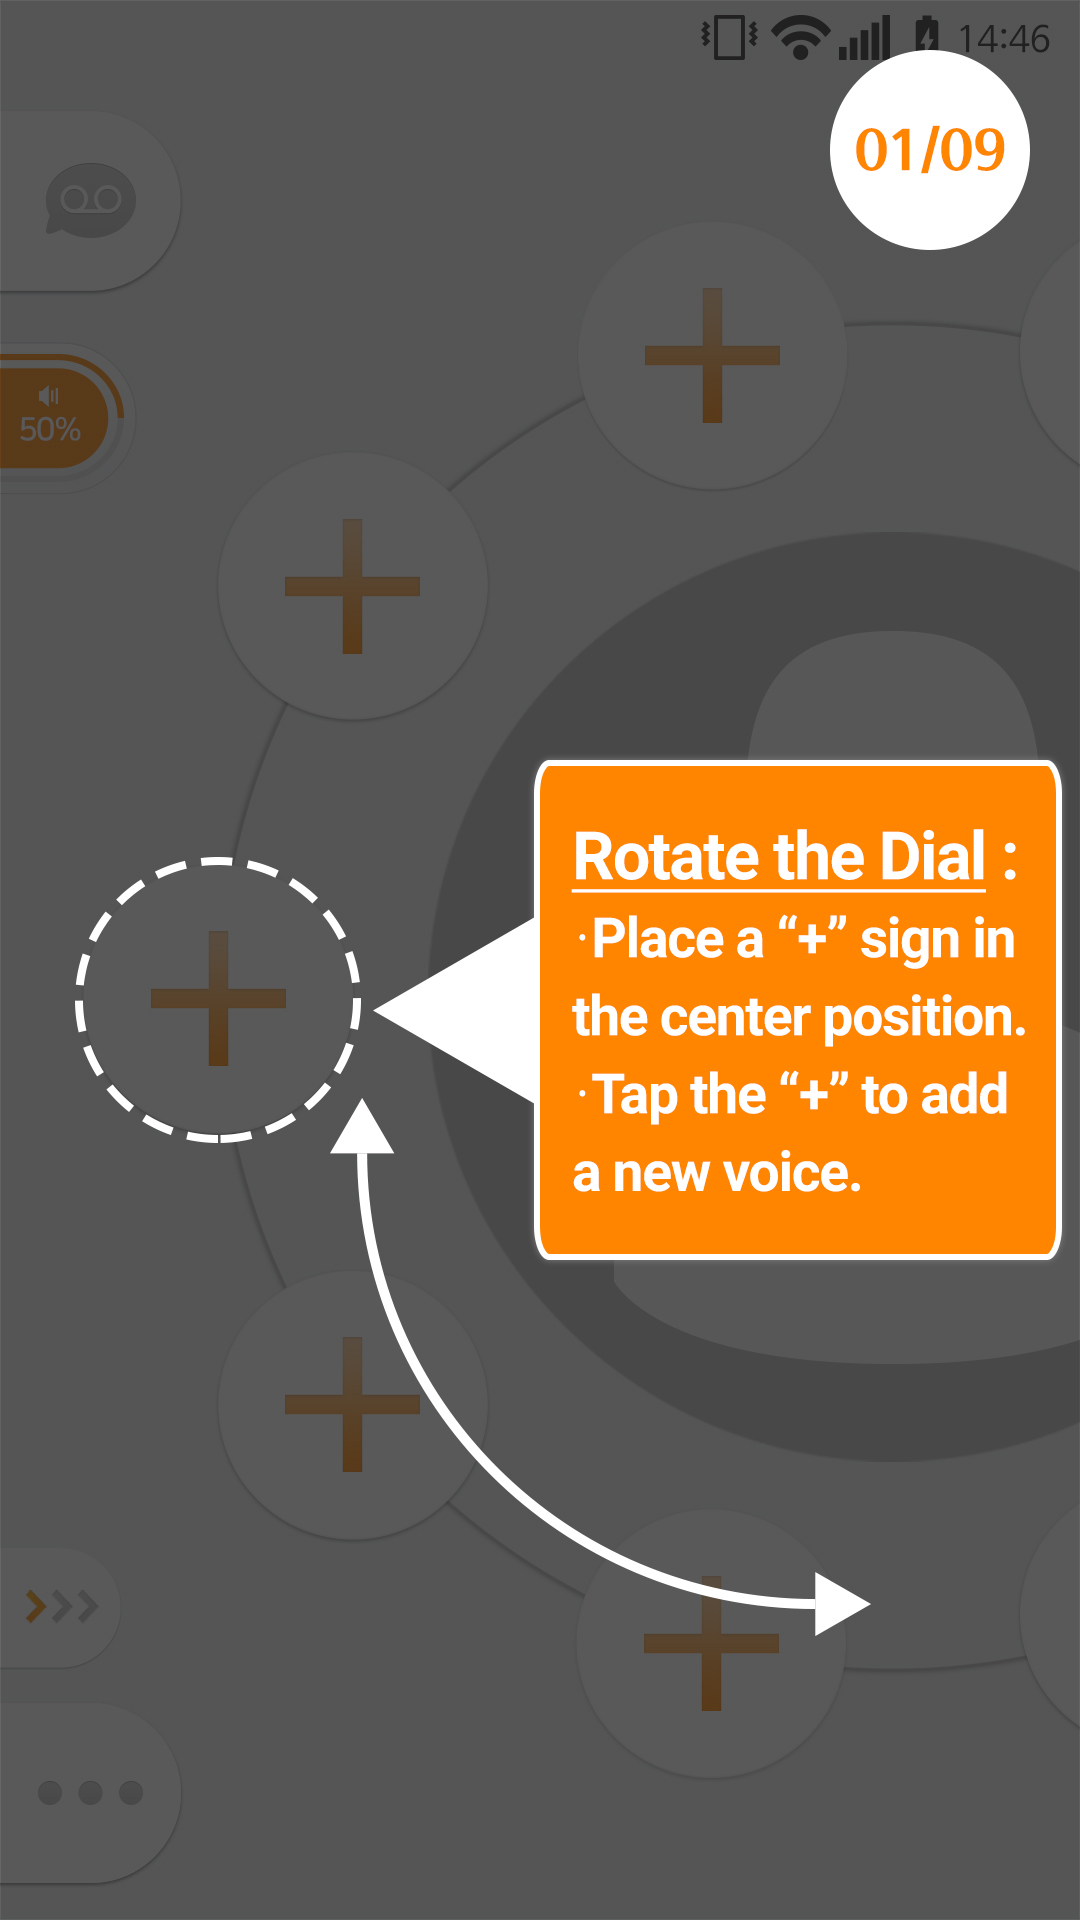 14:46
01/09
50%
Rotate the Dial :
·Place a “+” sign in
the center position.
·Tap the “+” to add
a new voice.